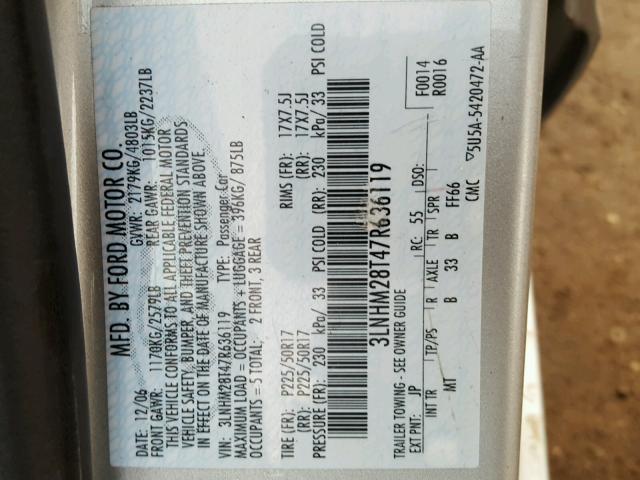 MFD. BY FORD MOTOR CO.
DATE: 12/06 GVWR: 2179KG/4803LB
FRONT GAWR: 1170KG/2579LB REAR GAWR: 1015KG/2237LB
THIS VEHICLE CONFORMS TO ALL APPLICABLE FEDERAL MOTOR
VEHICLE SAFETY, BUMPER, AND THEFT PREVENTION STANDARDS
IN EFFECT ON THE DATE OF MANUFACTURE SHOWN ABOVE.
VIN: 3LNHM28T47R636119 TYPE: Passenger Car
MAXIMUM LOAD = OCCUPANTS + LUGGAGE = 396KG/ 875LB
OCCUPANTS = 5 TOTAL: 2 FRONT, 3 REAR
TIRE (FR): P225/50R17 RIMS (FR): 17X7.5J
(RR): P225/50R17 (RR): 17X7.5J
PRESSURE (FR): 230 kPa/ 33 PSI COLD (RR): 230 kPa/ 33 PSI COLD
3LNHM28T47R636119
F0014
R0016
TRAILER TOWING - SEE OWNER GUIDE
EXT PNT: JP RC: 55 DSO:
INT TR TP/PS R AXLE TR SPR
MT B 33 B FF66
CMC ▽5U5A-5420472-AA